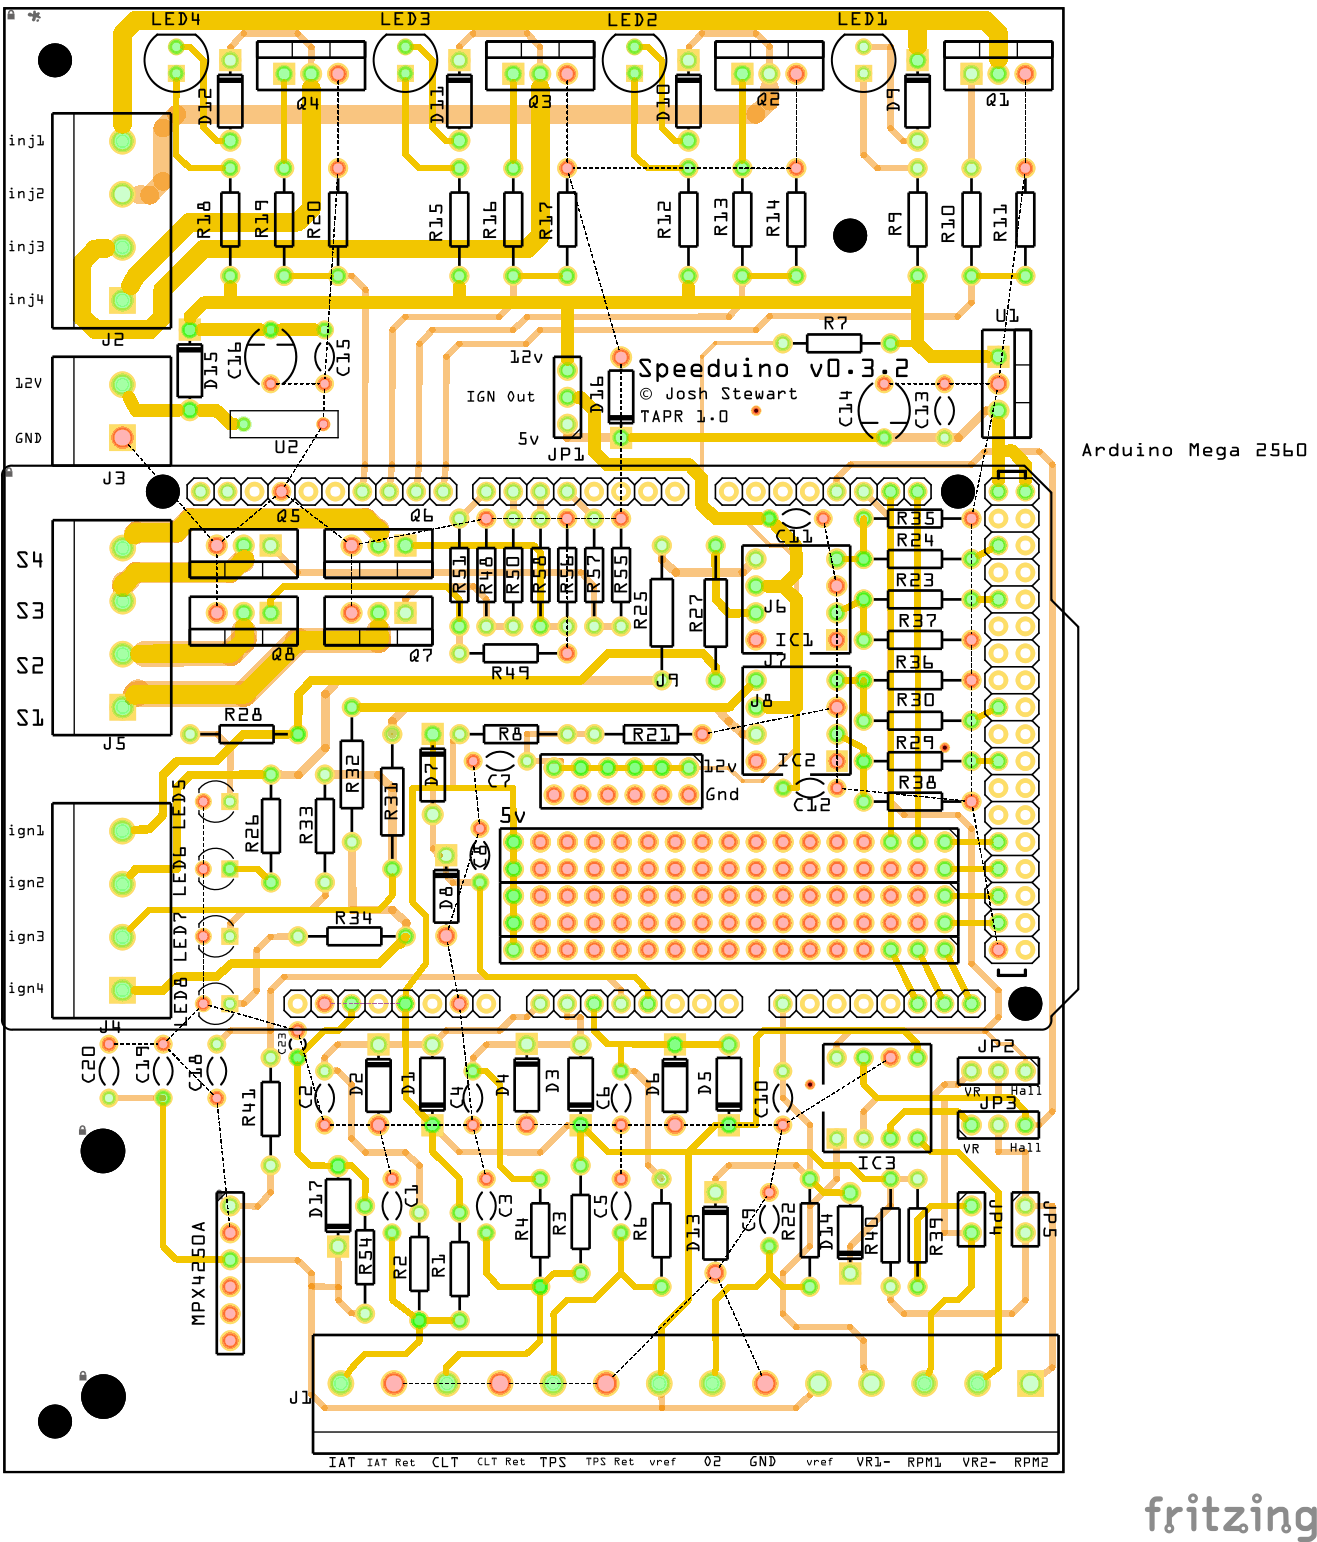 LED4 LED3 LED2 LED1
D12 Q4 D11 Q3 D10 Q2 D9 Q1
inj1
inj2
inj3
inj4
J2
R18 R19 R20 R15 R16 R17 R12 R13 R14 R9 R10 R11
U1
R7
12V
GND
J3
D15 C16 C15
U2
12v
IGN Out
5v
JP1
D16
Speeduino v0.3.2
© Josh Stewart
TAPR 1.0
C14 C13
Arduino Mega 2560
Q5 Q6
S4
S3
S2
S1
J5
Q8 Q7
R51 R48 R50 R58 R56 R57 R55
R49
R25 R27
J9
C11
J6
IC1
J7
J8
IC2
C12
R35
R24
R23
R37
R36
R30
R29
R38
R28
R32 R31 D7
R8 R21
C7
12v
Gnd
5v
ign1
ign2
ign3
ign4
J4
LED5
LED6
LED7
LED8
R26 R33
R34
D8 C8
C20 C19 C18 C23
R41
C2 D2 D1 C4 D4 D3 C6 D6 D5 C10
IC3
JP2
VR Hall
JP3
VR Hall
MPX4250A
D17 R54 C1 R2 R1 C3 R4 R3 C5 R6 D13 C9 R22 D14 R40 R39 JP4 JP5
J1
IAT IAT Ret CLT CLT Ret TPS TPS Ret vref O2 GND vref VR1- RPM1 VR2- RPM2
fritzing